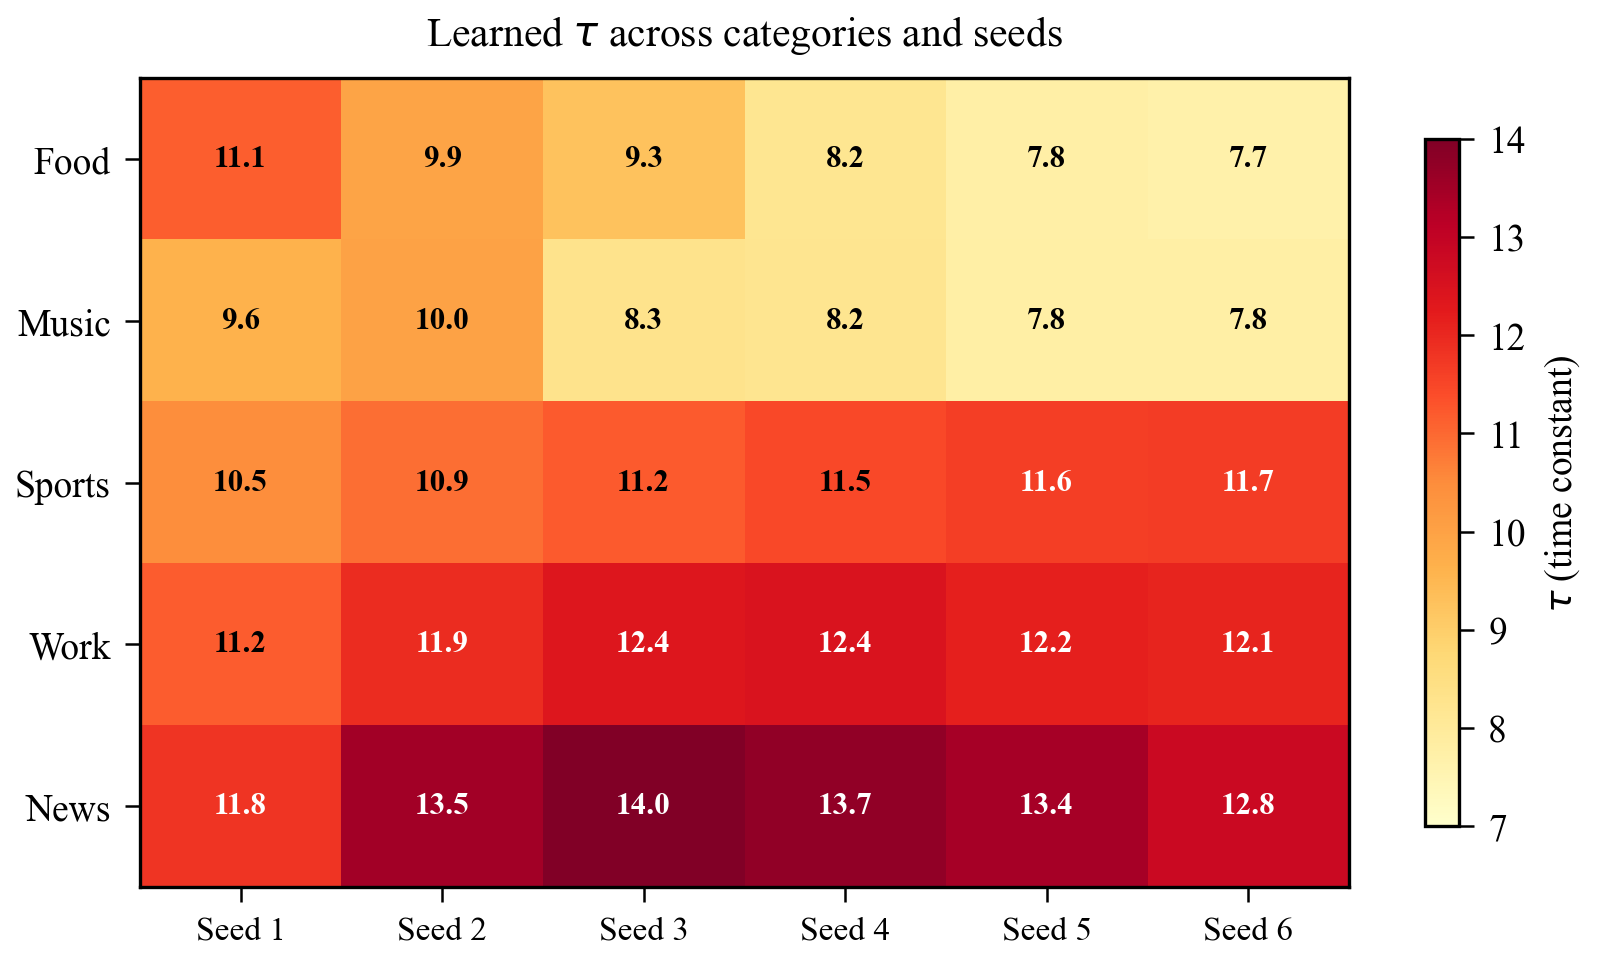 Learned τ across categories and seeds
Food 11.1 9.9 9.3 8.2 7.8 7.7
Music 9.6 10.0 8.3 8.2 7.8 7.8
Sports 10.5 10.9 11.2 11.5 11.6 11.7
Work 11.2 11.9 12.4 12.4 12.2 12.1
News 11.8 13.5 14.0 13.7 13.4 12.8
Seed 1 Seed 2 Seed 3 Seed 4 Seed 5 Seed 6
14
13
12
11
10
9
8
7
τ (time constant)